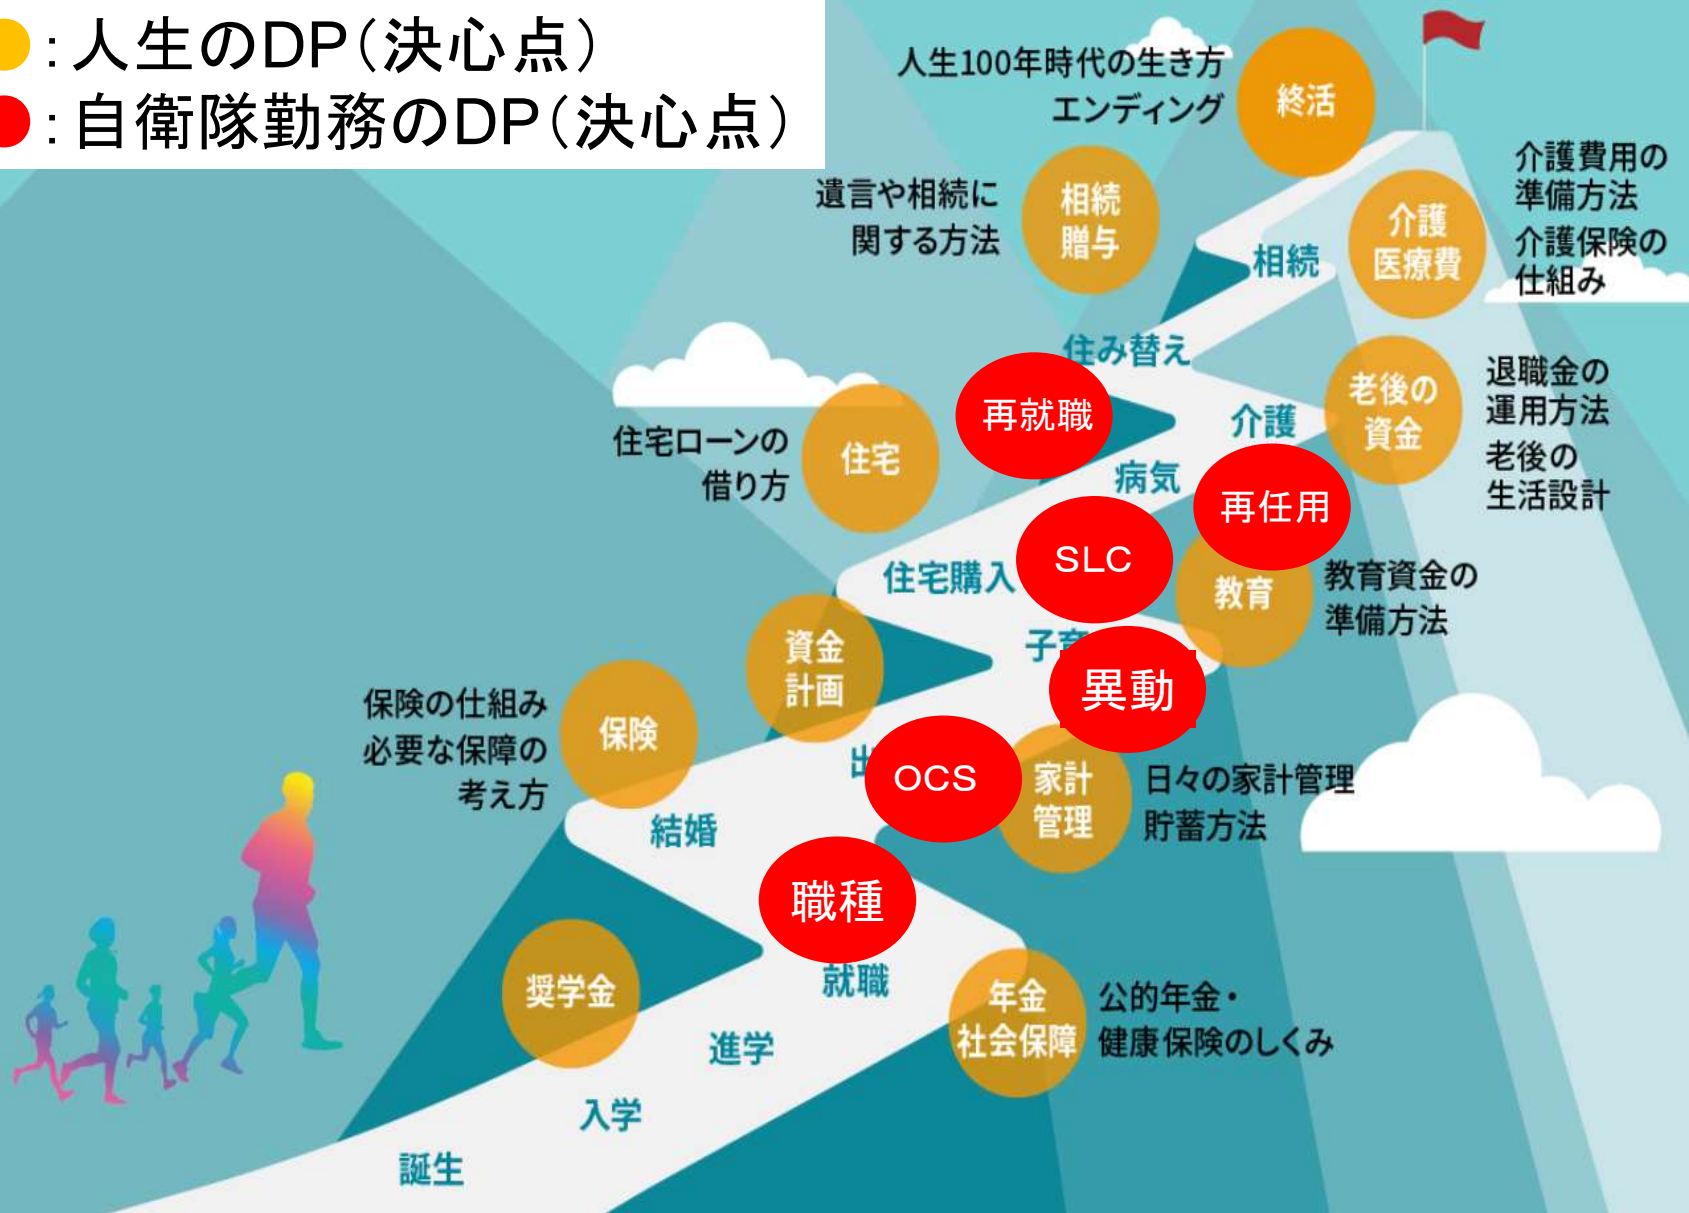 :人生のDP(決心点)
:自衛隊勤務のDP(決心点)
人生100年時代の生き方
エンディング
終活
遺言や相続に
関する方法
相続
贈与
介護
医療費
介護費用の
準備方法
介護保険の
仕組み
相続
住み替え
再就職
介護
老後の
資金
退職金の
運用方法
老後の
生活設計
住宅ローンの
借り方
住宅
病気
再任用
SLC
住宅購入
教育
教育資金の
準備方法
子育
資金
計画
異動
保険の仕組み
必要な保障の
考え方
保険
出
OCS
家計
管理
日々の家計管理
貯蓄方法
結婚
職種
就職
奨学金
年金
社会保障
公的年金・
健康保険のしくみ
進学
入学
誕生